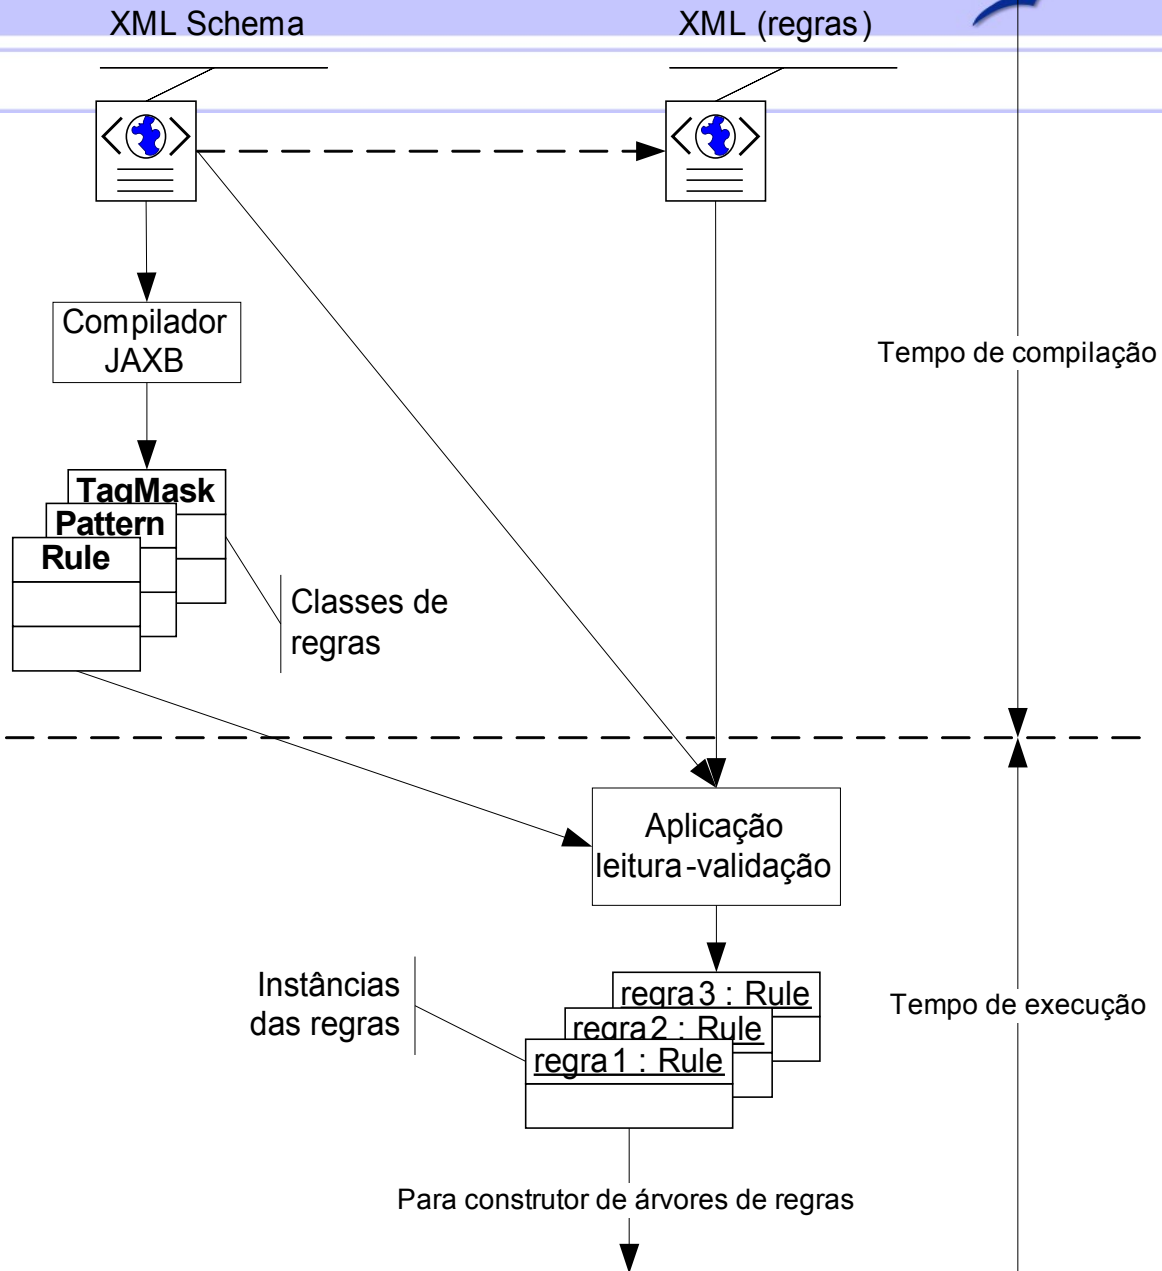 XML Schema
XML (regras)
Compilador
JAXB
Tempo de compilação
TagMask
Pattern
Rule
Classes de
regras
Aplicação
leitura-validação
Instâncias
das regras
regra3 : Rule
regra2 : Rule
regra1 : Rule
Tempo de execução
Para construtor de árvores de regras